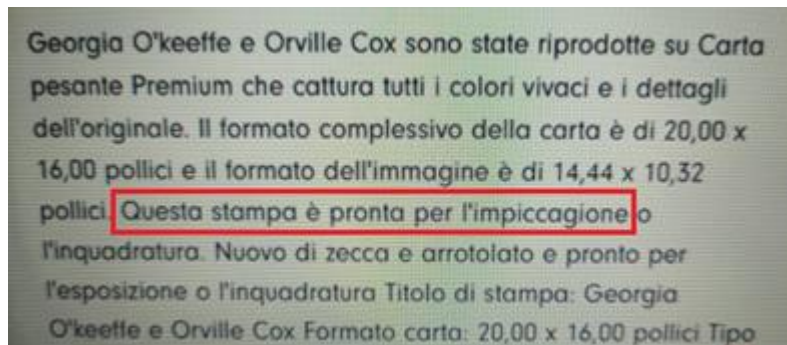 Georgia O'keeffe e Orville Cox sono state riprodotte su Carta
pesante Premium che cattura tutti i colori vivaci e i dettagli
dell'originale. Il formato complessivo della carta è di 20,00 x
16,00 pollici e il formato dell'immagine è di 14,44 x 10,32
pollici. Questa stampa è pronta per l'impiccagione o
l'inquadratura. Nuovo di zecca e arrotolato e pronto per
l'esposizione o l'inquadratura Titolo di stampa: Georgia
O'keeffe e Orville Cox Formato carta: 20,00 x 16,00 pollici Tipo